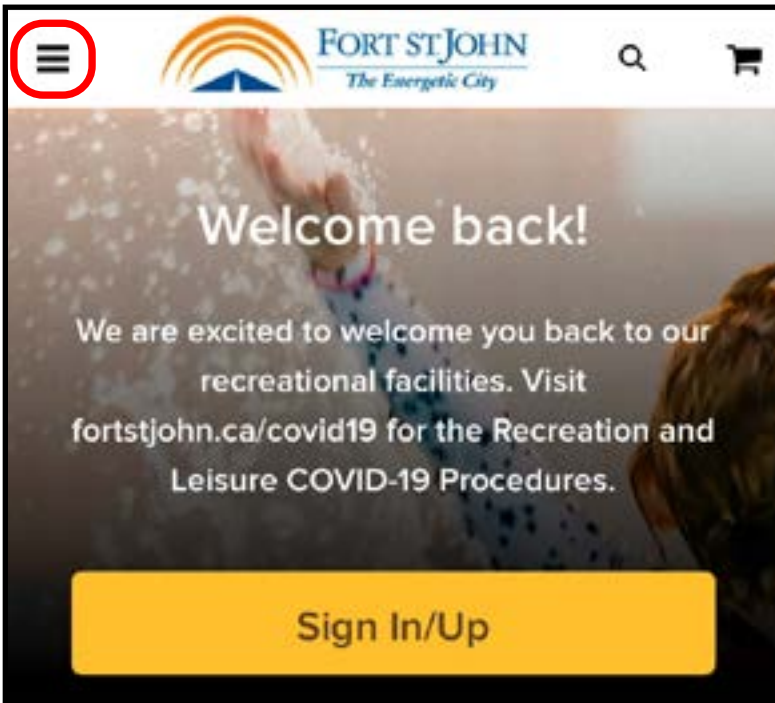 FORT ST JOHN
The Energetic City
Welcome back!
We are excited to welcome you back to our
recreational facilities. Visit
fortstjohn.ca/covid19 for the Recreation and
Leisure COVID-19 Procedures.
Sign In/Up